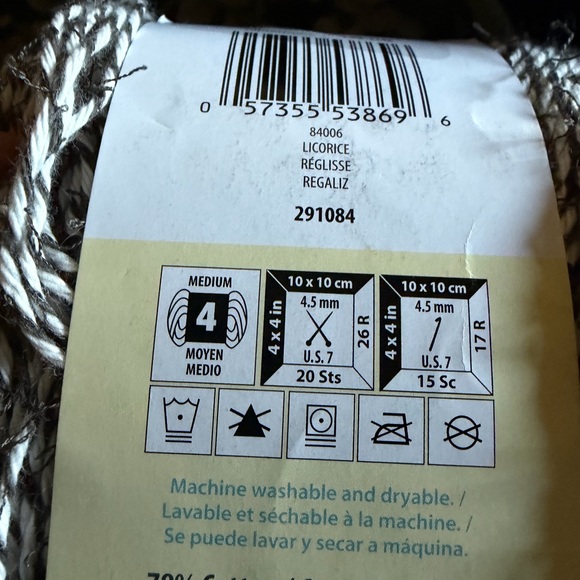 0 57355 53869 6
84006
LICORICE
RÉGLISSE
REGALIZ
291084
MEDIUM
4
MOYEN
MEDIO
10 x 10 cm
4 x 4 in
4.5 mm
U.S. 7
26 R
20 Sts
10 x 10 cm
4 x 4 in
4.5 mm
U.S. 7
17 R
15 Sc
Machine washable and dryable. /
Lavable et séchable à la machine. /
Se puede lavar y secar a máquina.